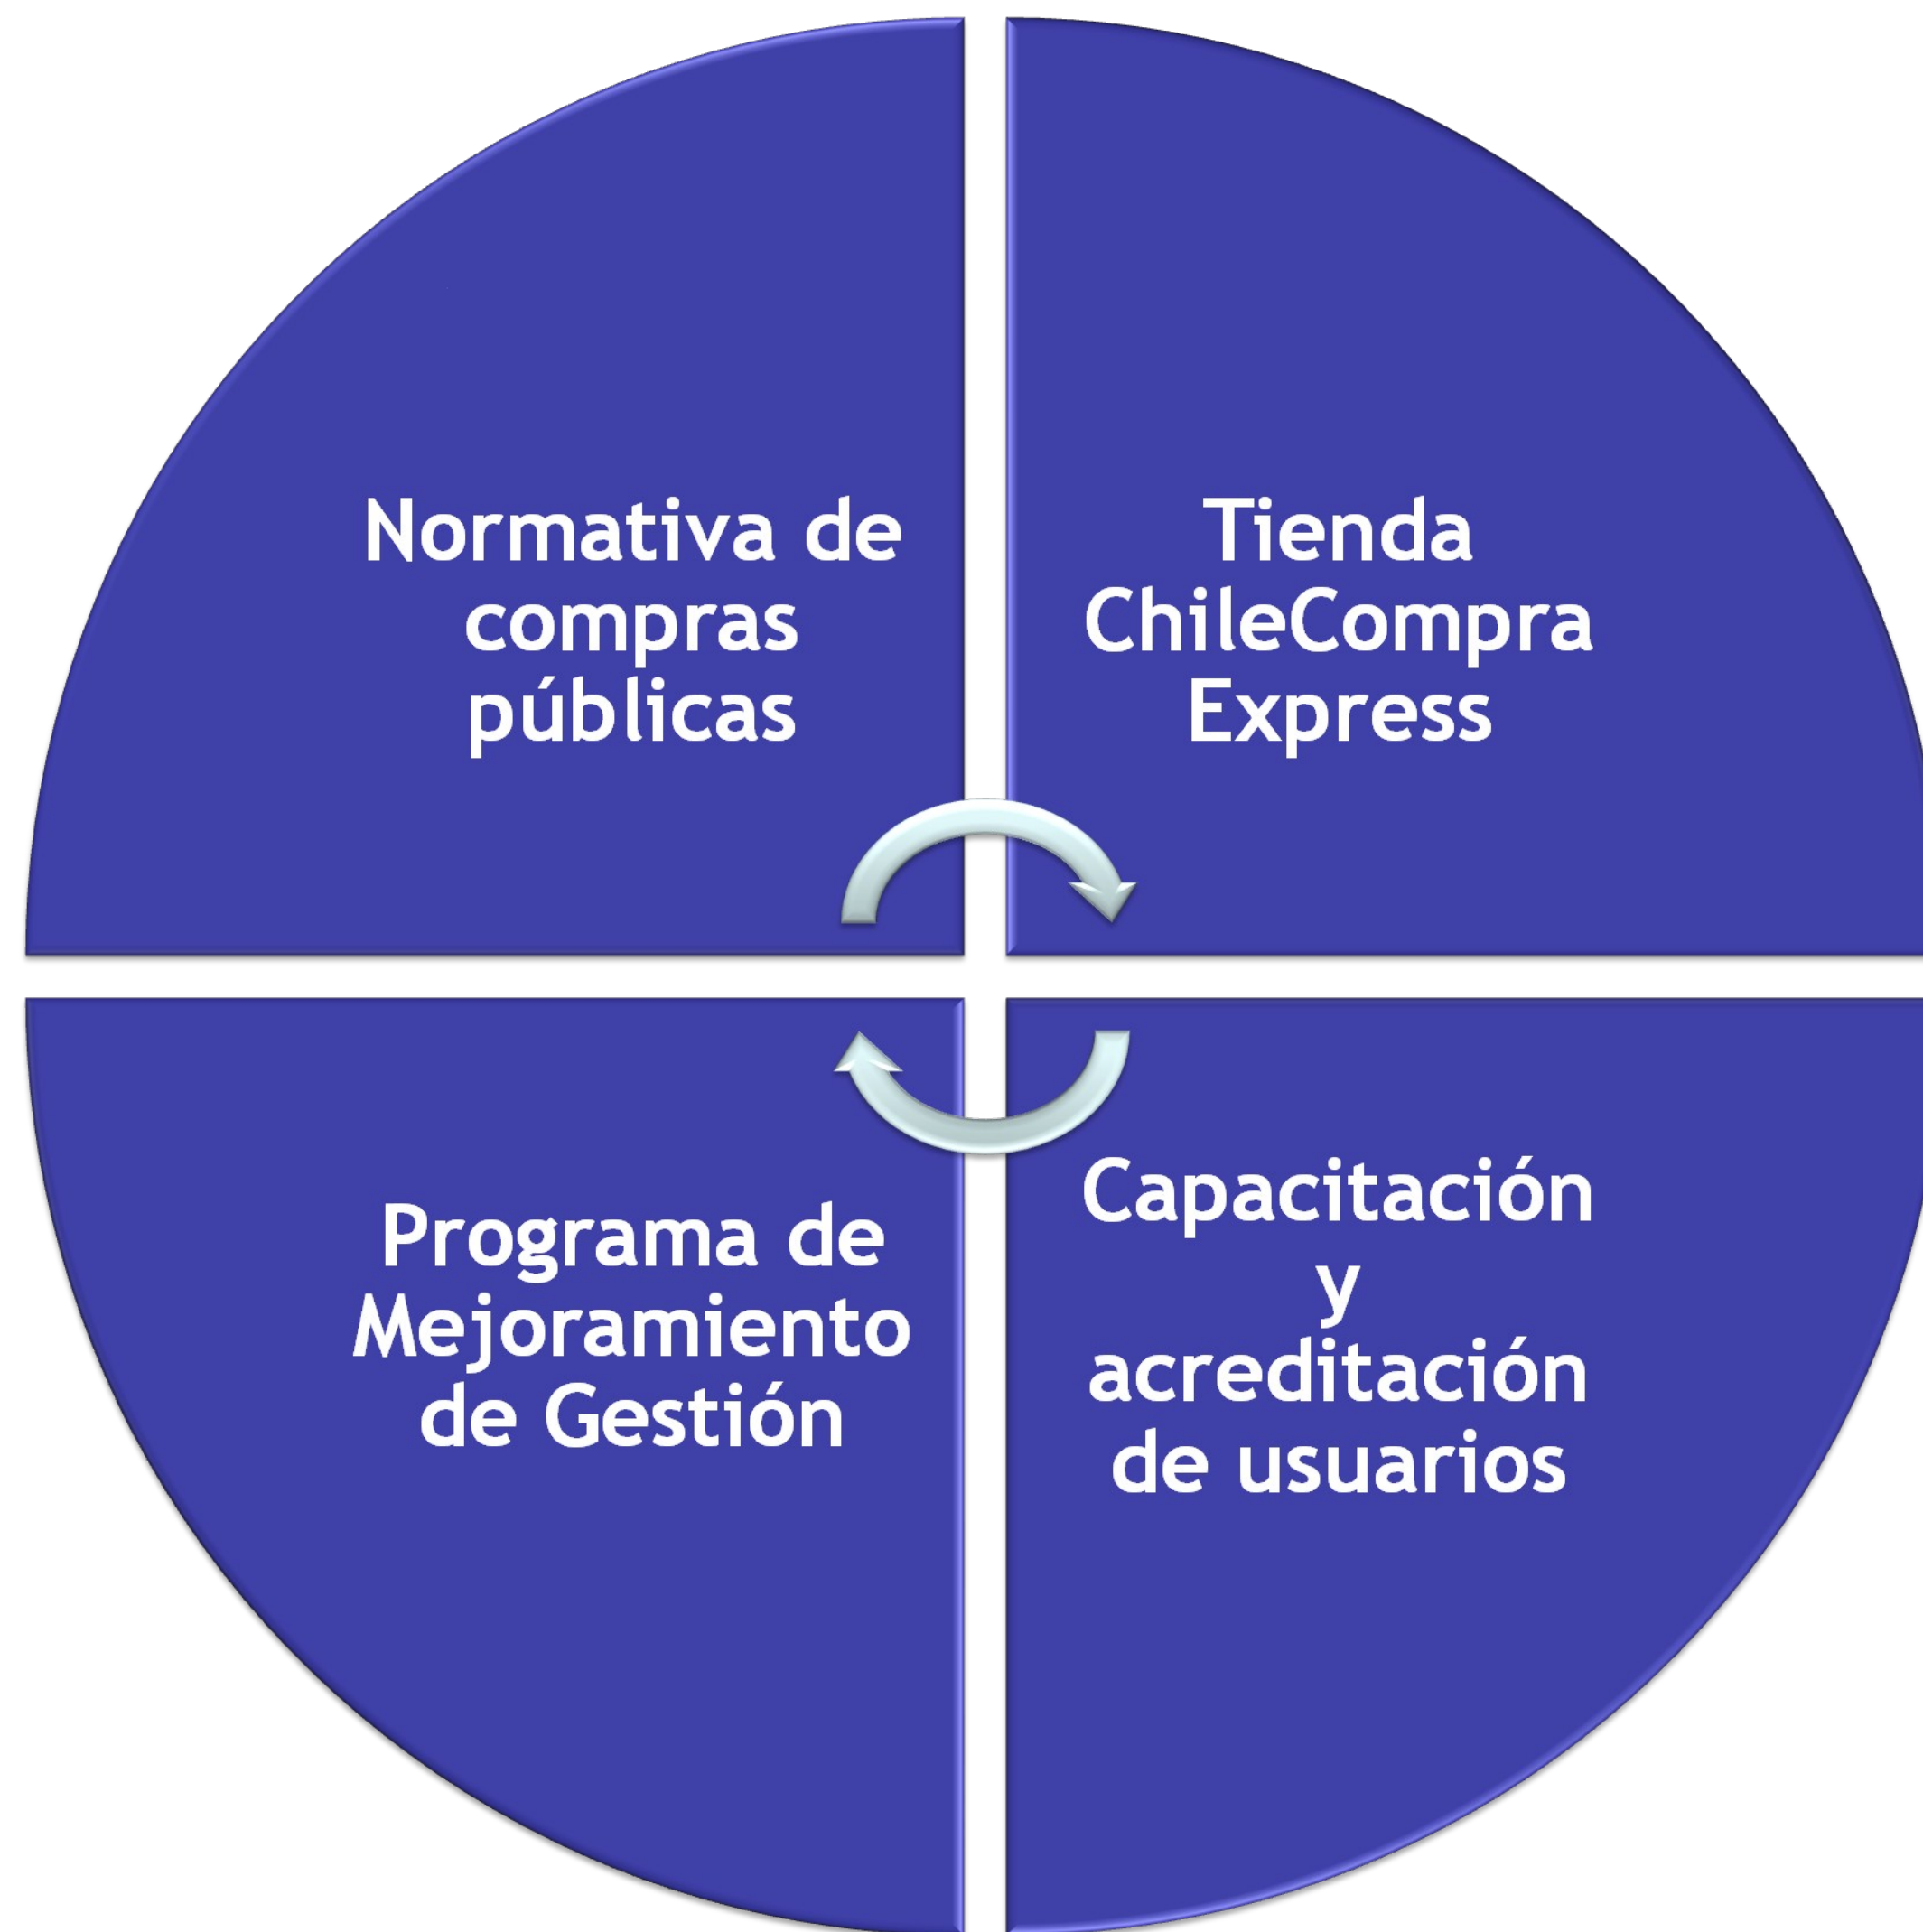 Normativa de
compras
públicas
Tienda
ChileCompra
Express
Programa de
Mejoramiento
de Gestión
Capacitación
y
acreditación
de usuarios